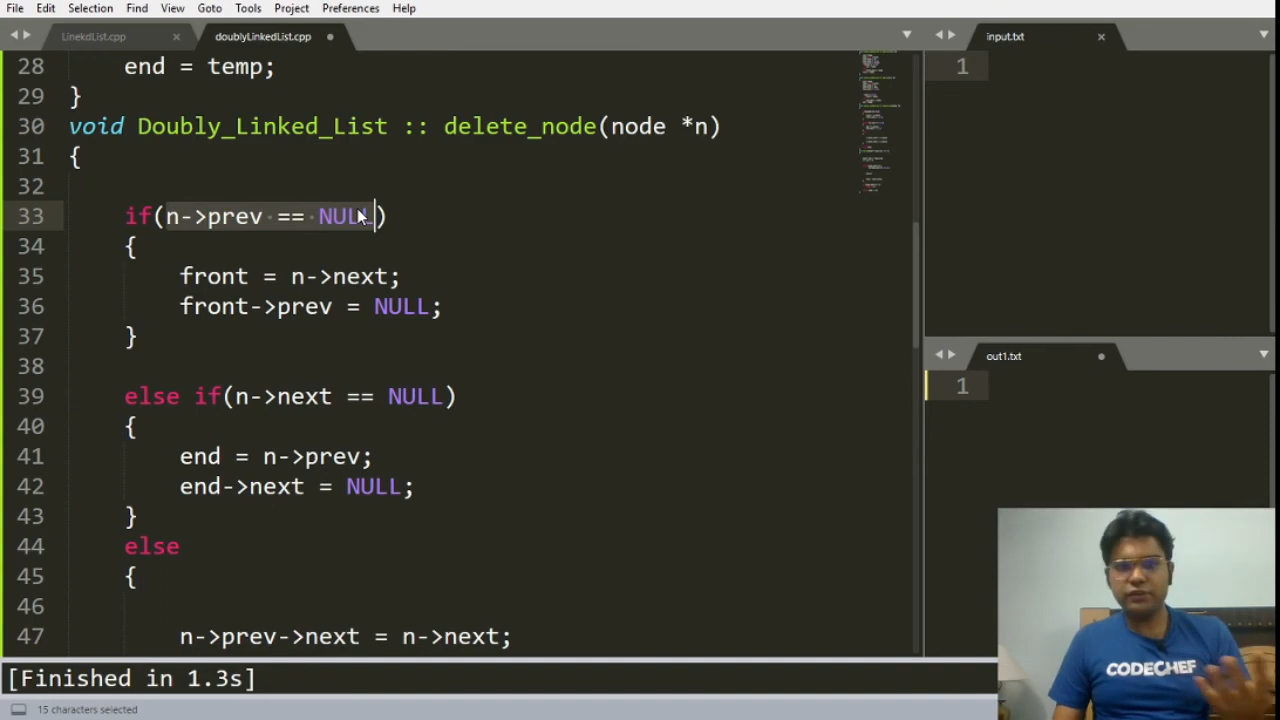 File Edit Selection Find View Goto Tools Project Preferences Help
LinekdList.cpp doublyLinkedList.cpp input.txt
28 end = temp;
29 }
30 void Doubly_Linked_List :: delete_node(node *n)
31 {
32
33 if(n->prev == NULL)
34 {
35 front = n->next;
36 front->prev = NULL;
37 }
38
39 else if(n->next == NULL)
40 {
41 end = n->prev;
42 end->next = NULL;
43 }
44 else
45 {
46
47 n->prev->next = n->next;
1
out1.txt
1
CODECHEF
[Finished in 1.3s]
15 characters selected